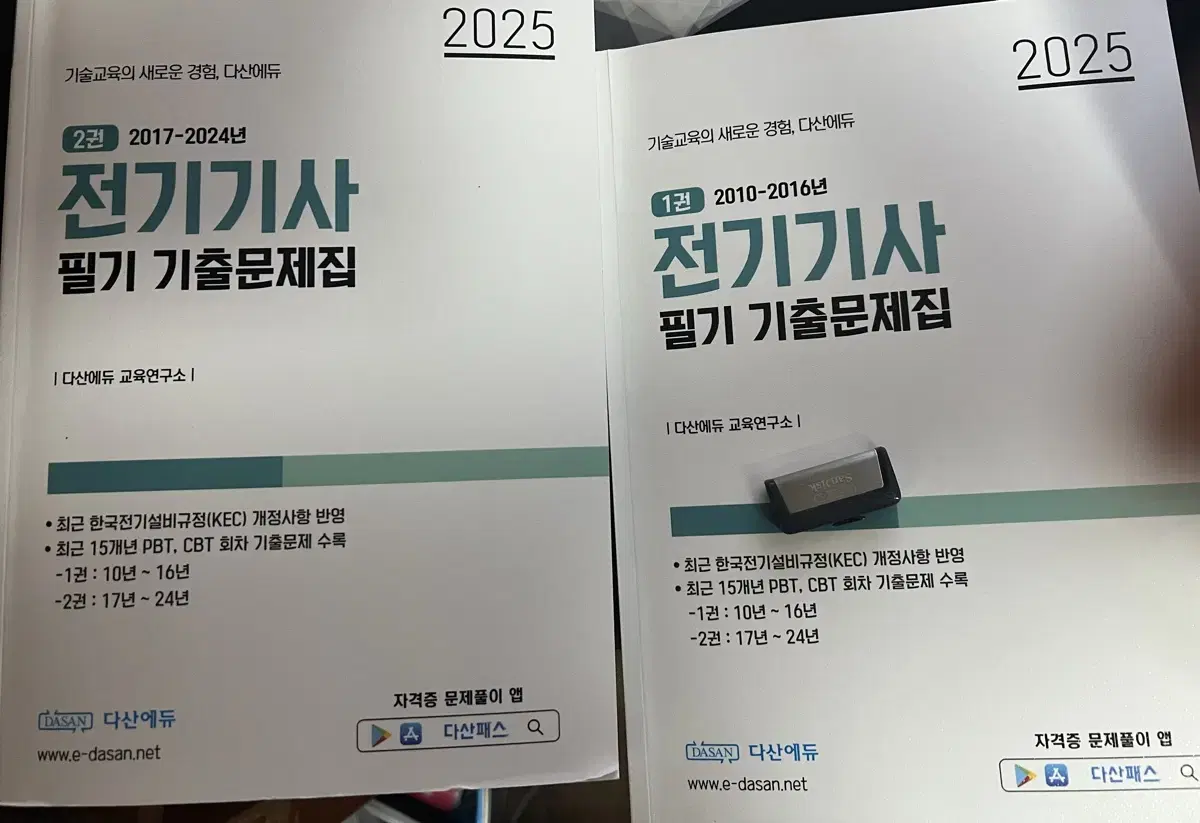 2025
기술교육의 새로운 경험, 다산에듀
2권 2017-2024년
전기기사
필기 기출문제집
| 다산에듀 교육연구소 |
• 최근 한국전기설비규정(KEC) 개정사항 반영
• 최근 15개년 PBT, CBT 회차 기출문제 수록
-1권 : 10년 ~ 16년
-2권 : 17년 ~ 24년
DASAN 다산에듀
www.e-dasan.net
자격증 문제풀이 앱
다산패스
2025
기술교육의 새로운 경험, 다산에듀
1권 2010-2016년
전기기사
필기 기출문제집
| 다산에듀 교육연구소 |
SanDisk
• 최근 한국전기설비규정(KEC) 개정사항 반영
• 최근 15개년 PBT, CBT 회차 기출문제 수록
-1권 : 10년 ~ 16년
-2권 : 17년 ~ 24년
DASAN 다산에듀
www.e-dasan.net
자격증 문제풀이 앱
다산패스